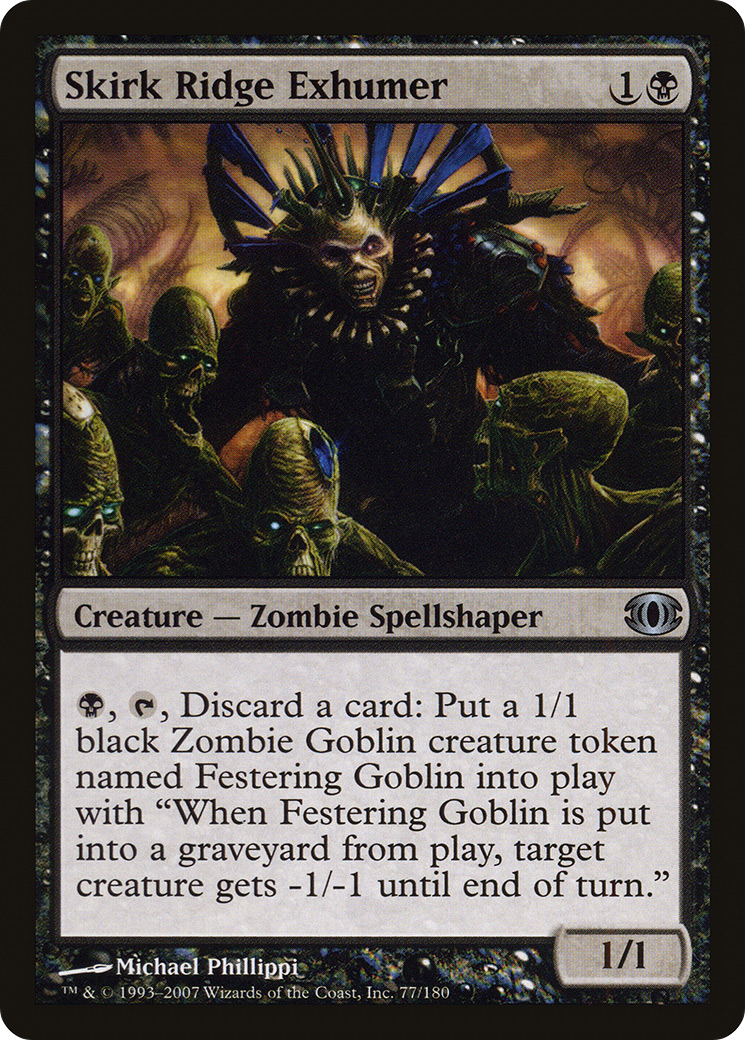 Skirk Ridge Exhumer
1
Creature — Zombie Spellshaper
, , Discard a card: Put a 1/1
black Zombie Goblin creature token
named Festering Goblin into play
with “When Festering Goblin is put
into a graveyard from play, target
creature gets -1/-1 until end of turn.”
1/1
Michael Phillippi
™ & © 1993–2007 Wizards of the Coast, Inc. 77/180